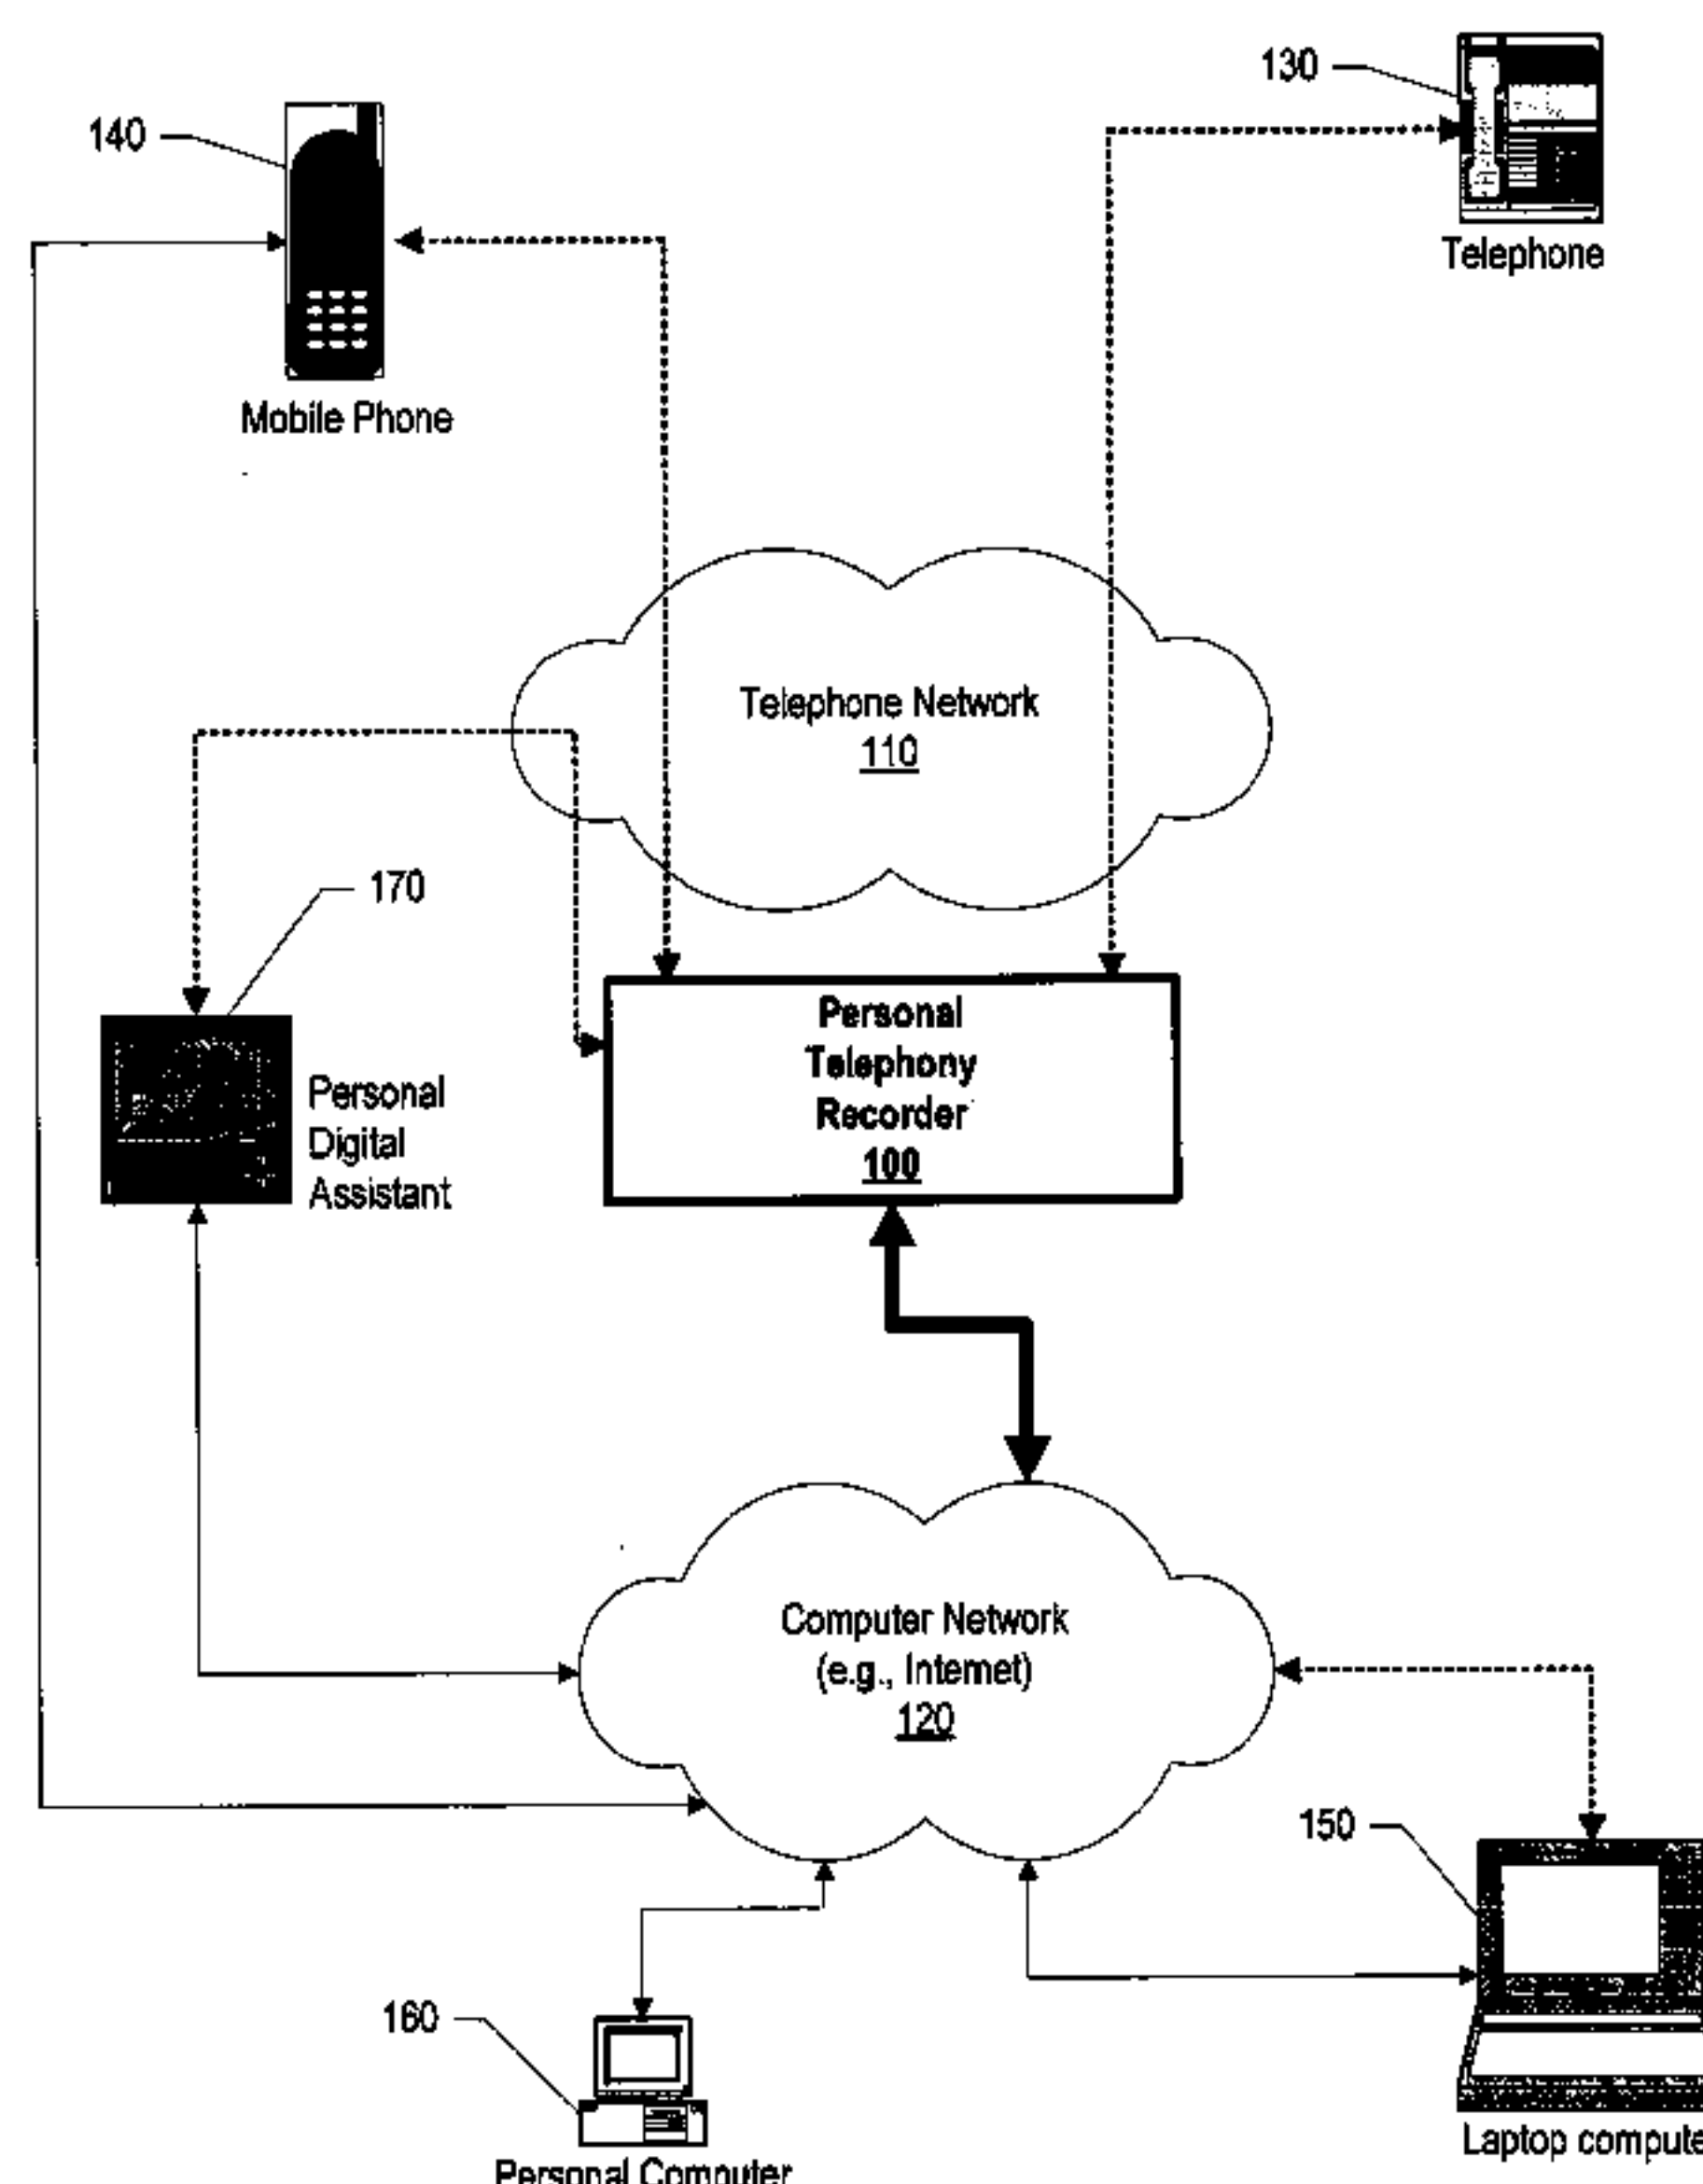 130
140
Telephone
Mobile Phone
Telephone Network
110
170
Personal
Telephony
Recorder
100
Personal
Digital
Assistant
Computer Network
(e.g., Internet)
120
150
160
Laptop compute
Personal Computer